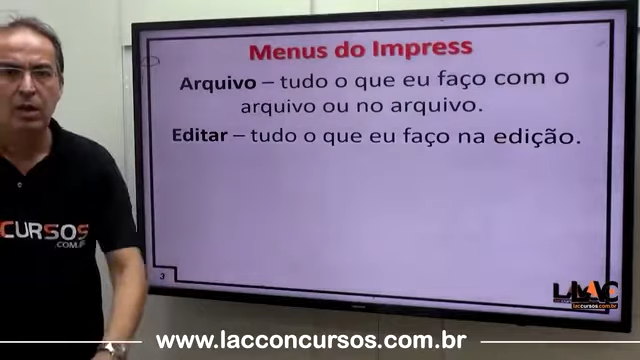 Menus do Impress
Arquivo – tudo o que eu faço com o
arquivo ou no arquivo.
Editar – tudo o que eu faço na edição.
CURSOS
.COM.BR
3
LAC
laccursos.com.br
www.lacconcursos.com.br